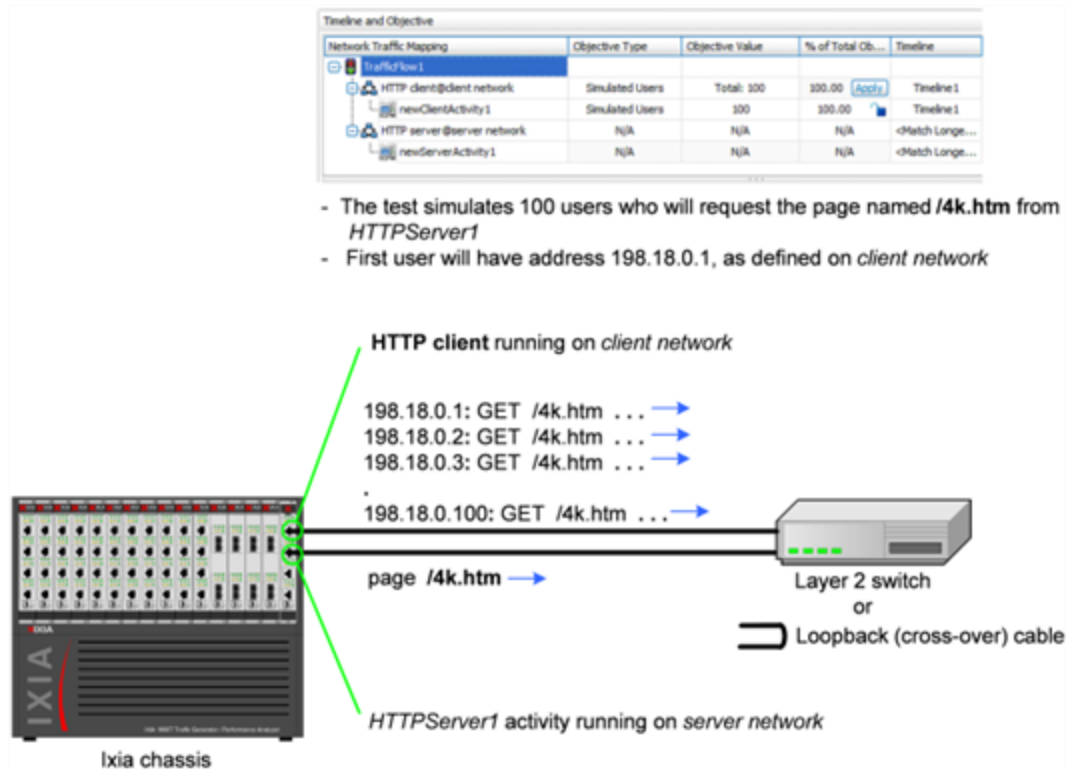 Timeline and Objective
Network Traffic Mapping Objective Type Objective Value % of Total Ob... Timeline
TrafficFlow1
HTTP client@client network Simulated Users Total: 100 100.00 Apply Timeline1
newClientActivity1 Simulated Users 100 100.00 Timeline1
HTTP server@server network N/A N/A N/A <Match Longe...
newServerActivity1 N/A N/A N/A <Match Longe...
- The test simulates 100 users who will request the page named /4k.htm from
HTTPServer1
- First user will have address 198.18.0.1, as defined on client network
HTTP client running on client network
198.18.0.1: GET /4k.htm ...
198.18.0.2: GET /4k.htm ...
198.18.0.3: GET /4k.htm ...
.
198.18.0.100: GET /4k.htm ...
page /4k.htm
Layer 2 switch
or
Loopback (cross-over) cable
IXIA
IXIA
HTTPServer1 activity running on server network
Ixia chassis